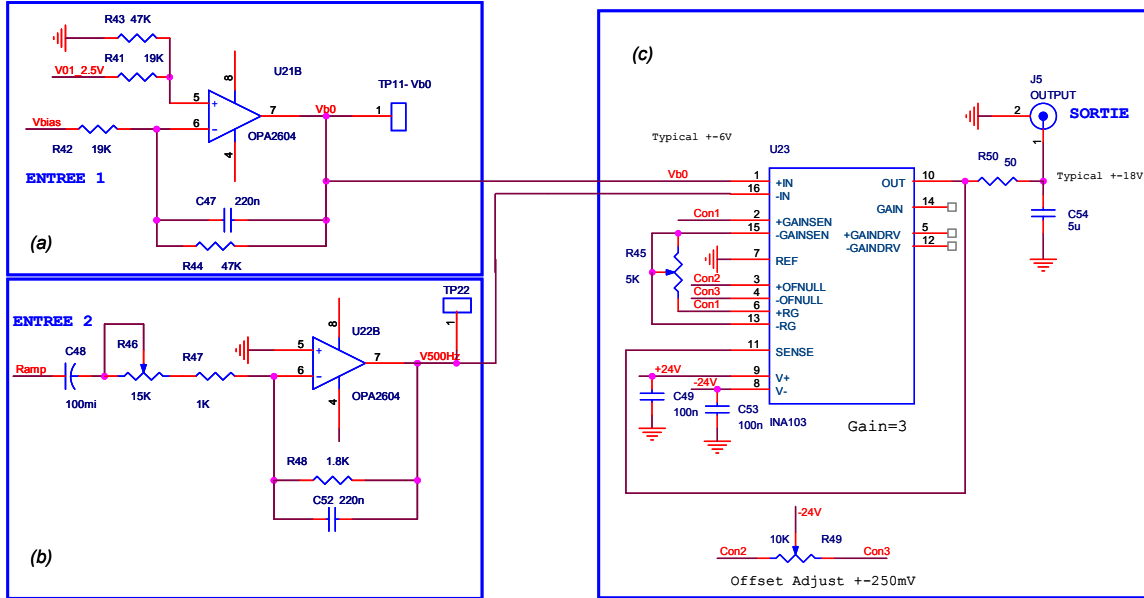 R43 47K
R41 19K
V01_2.5V
8
U21B
5
+
7
Vb0
TP11- Vb0
1
Vbias
6
-
OPA2604
R42
19K
4
ENTREE 1
C47 220n
(a)
R44 47K
ENTREE 2
TP22
1
8
U22B
C48
R46
R47
5
+
7
V500Hz
Ramp
6
-
100mi
15K
1K
OPA2604
4
R48 1.8K
C52 220n
(b)
(c)
J5
OUTPUT
2
SORTIE
1
Typical +-6V
U23
R50 50
Vb0
1
+IN
OUT
10
Typical +-18V
16
-IN
GAIN
14
C54
5u
Con1
2
+GAINSEN
+GAINDRV
5
15
-GAINSEN
-GAINDRV
12
R45
5K
7
REF
Con2
3
+OFNULL
Con3
4
-OFNULL
Con1
6
+RG
13
-RG
11
SENSE
+24V
9
V+
-24V
8
V-
C49
100n
C53
100n
INA103
Gain=3
-24V
10K
R49
Con2
Con3
Offset Adjust +-250mV